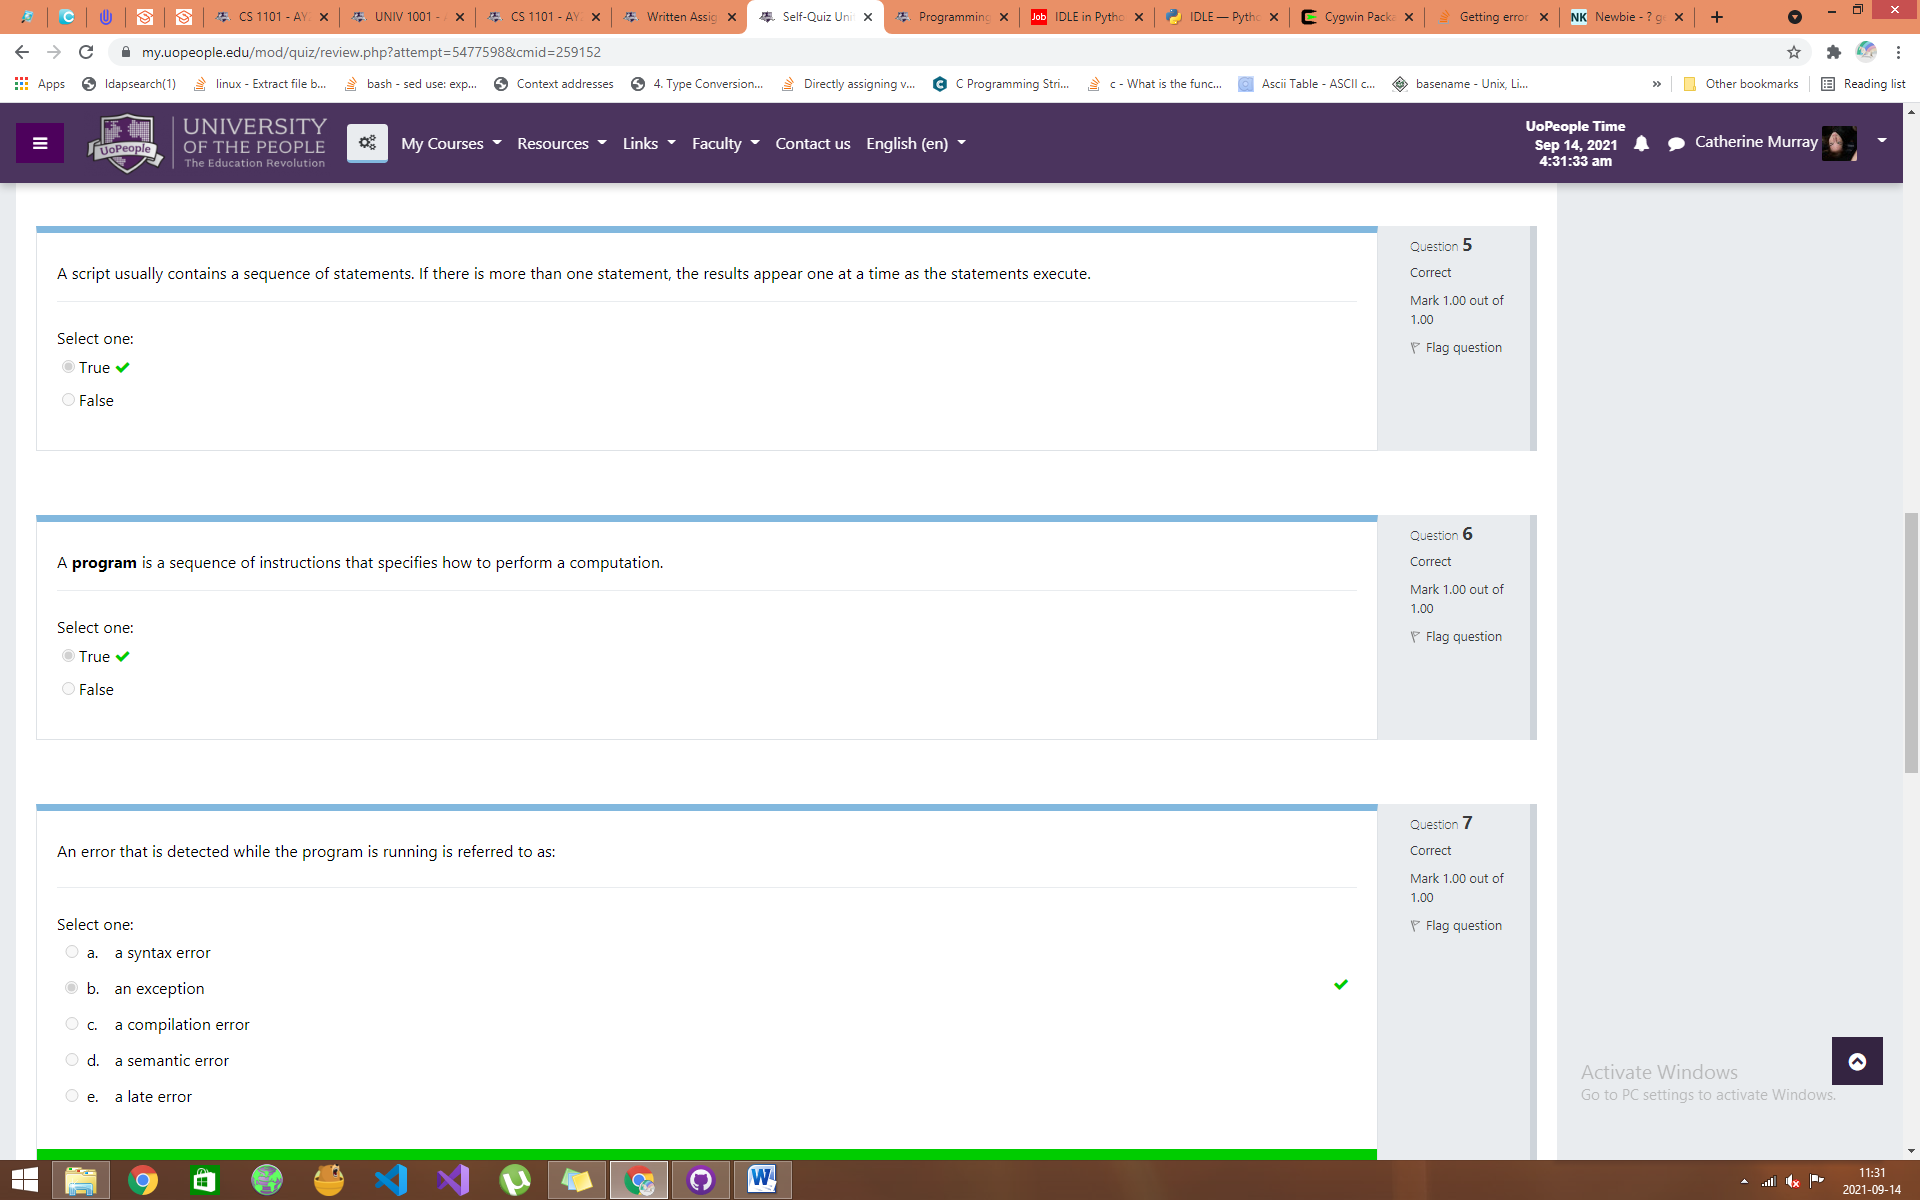 CS 1101 - AY
UNIV 1001 - A
CS 1101 - AY
Written Assig
Self-Quiz Uni
Programming
Job
IDLE in Pytho
IDLE — Pytho
Cygwin Packa
Getting error
NK
Newbie - ? ge
my.uopeople.edu/mod/quiz/review.php?attempt=5477598&cmid=259152
Apps
ldapsearch(1)
linux - Extract file b...
bash - sed use: exp...
Context addresses
4. Type Conversion...
Directly assigning v...
C Programming Stri...
c - What is the func...
Ascii Table - ASCII c...
basename - Unix, Li...
»
Other bookmarks
Reading list
UoPeople
UNIVERSITY
OF THE PEOPLE
The Education Revolution
My Courses
Resources
Links
Faculty
Contact us
English (en)
UoPeople Time
Sep 14, 2021
4:31:33 am
Catherine Murray
A script usually contains a sequence of statements. If there is more than one statement, the results appear one at a time as the statements execute.
Select one:
True
False
Question 5
Correct
Mark 1.00 out of
1.00
Flag question
A program is a sequence of instructions that specifies how to perform a computation.
Select one:
True
False
Question 6
Correct
Mark 1.00 out of
1.00
Flag question
An error that is detected while the program is running is referred to as:
Select one:
a. a syntax error
b. an exception
c. a compilation error
d. a semantic error
e. a late error
Question 7
Correct
Mark 1.00 out of
1.00
Flag question
Activate Windows
Go to PC settings to activate Windows.
11:31
2021-09-14